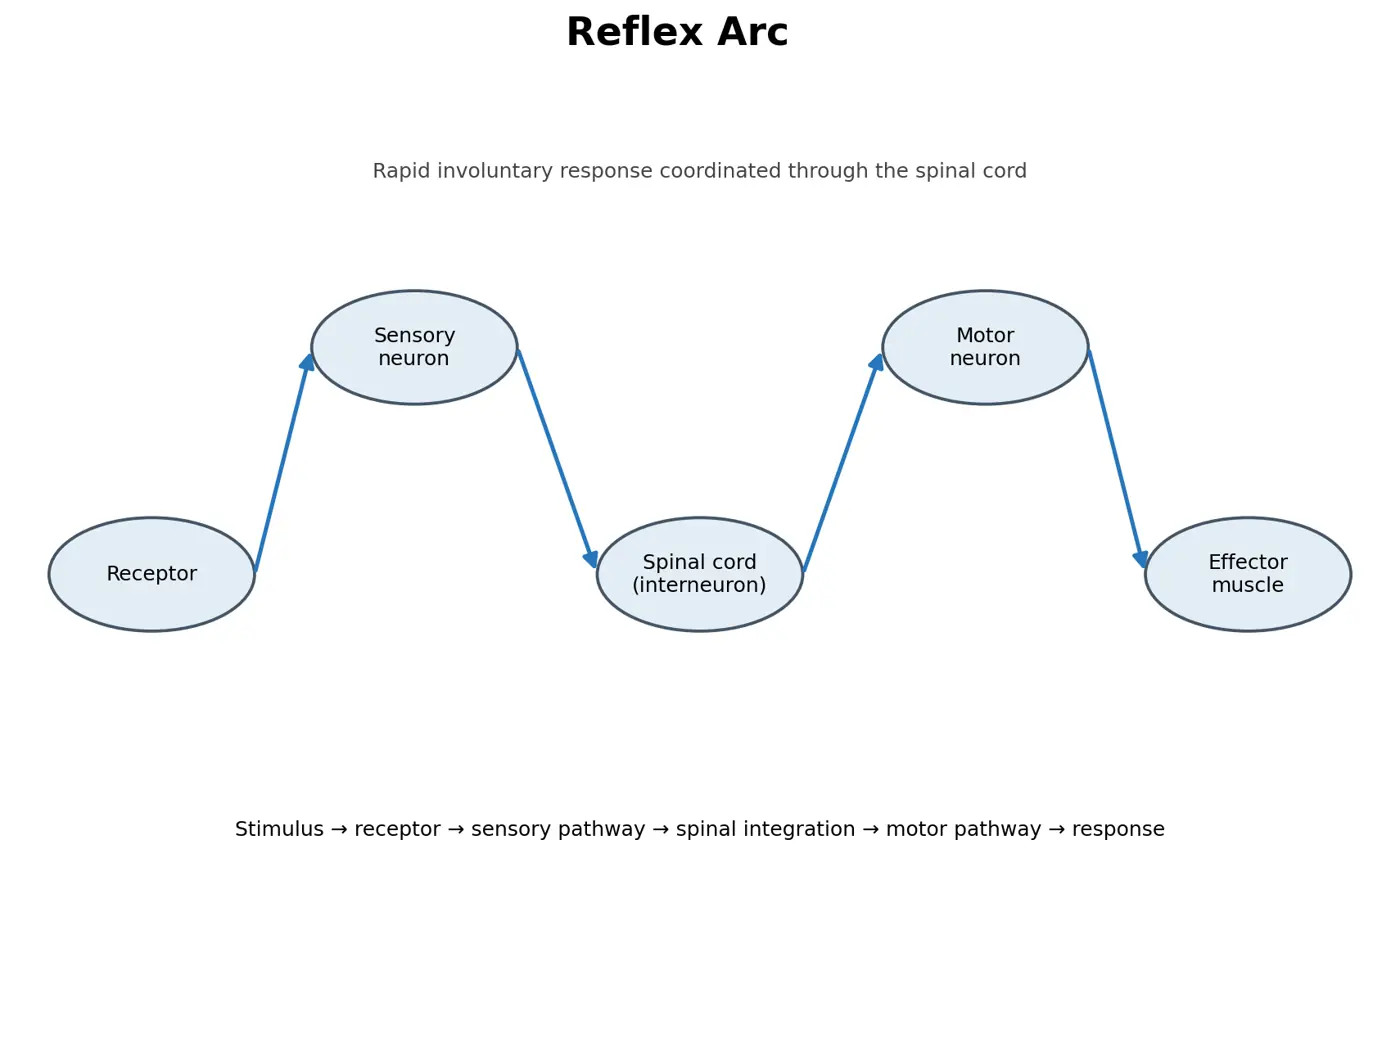 Reflex Arc
Rapid involuntary response coordinated through the spinal cord
Sensory
neuron
Motor
neuron
Receptor
Spinal cord
(interneuron)
Effector
muscle
Stimulus → receptor → sensory pathway → spinal integration → motor pathway → response